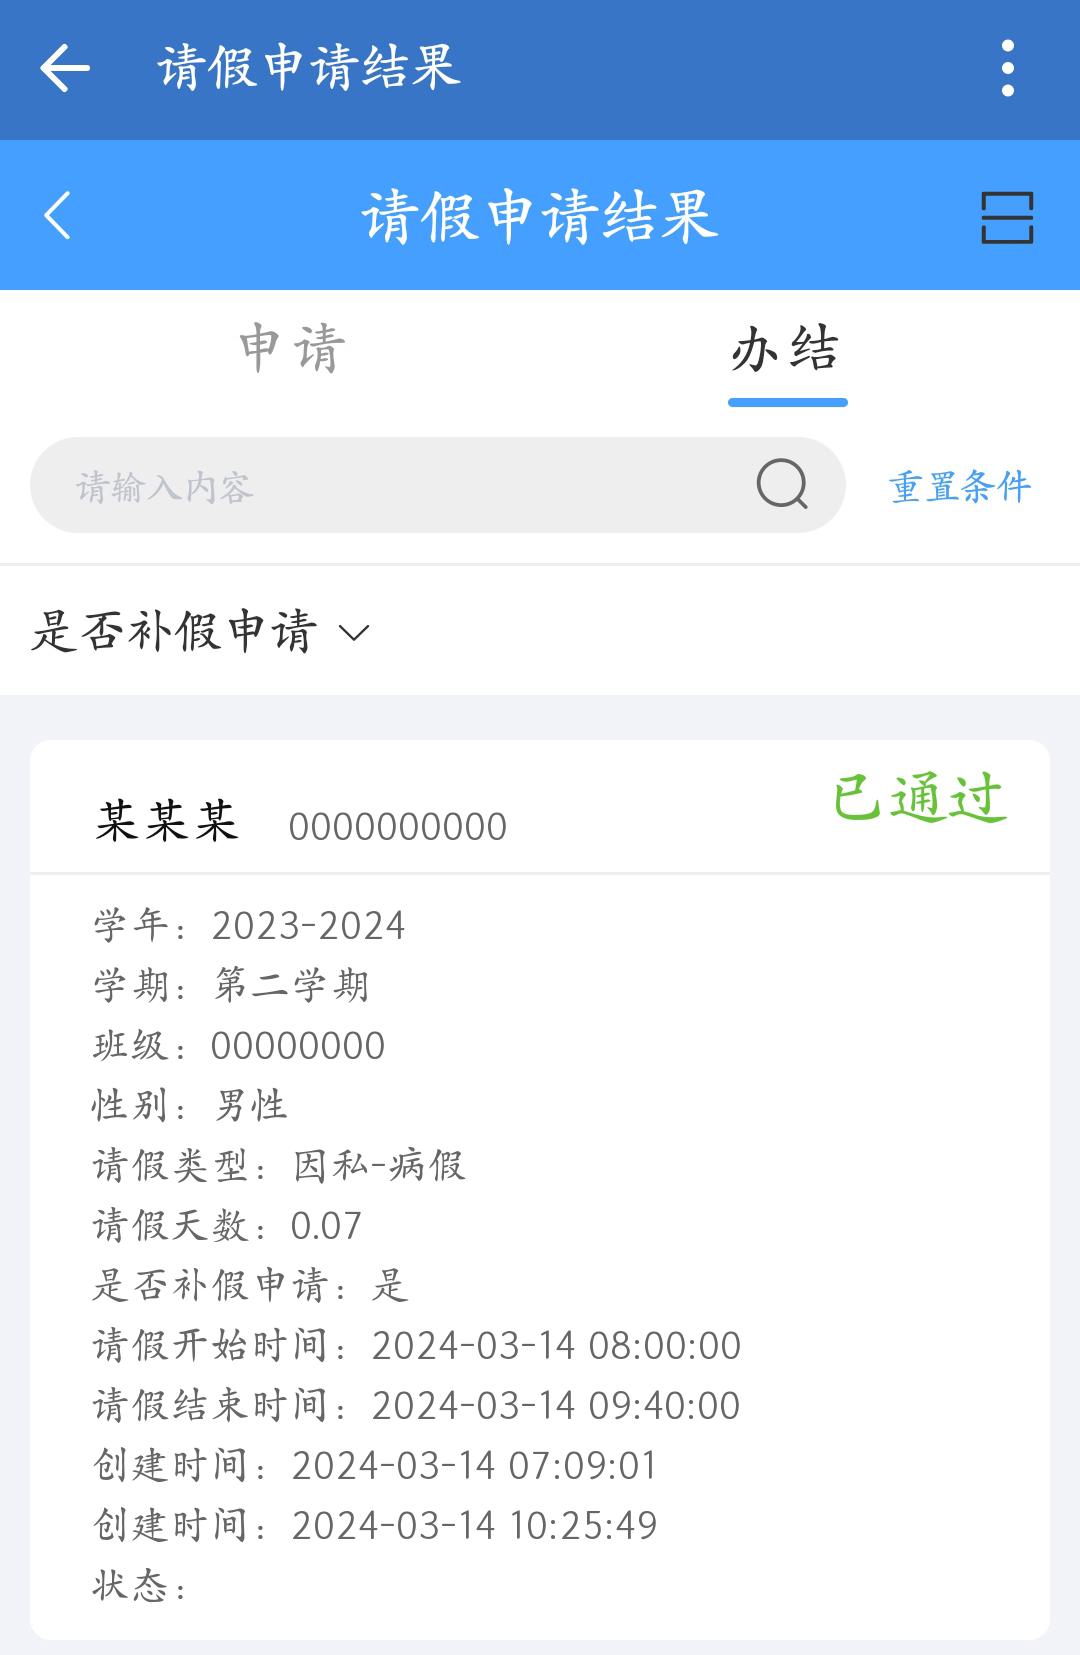 请假申请结果
请假申请结果
申请 办结
请输入内容 重置条件
是否补假申请
某某某 0000000000 已通过
学年：2023-2024
学期：第二学期
班级：00000000
性别：男性
请假类型：因私-病假
请假天数：0.07
是否补假申请：是
请假开始时间：2024-03-14 08:00:00
请假结束时间：2024-03-14 09:40:00
创建时间：2024-03-14 07:09:01
创建时间：2024-03-14 10:25:49
状态：